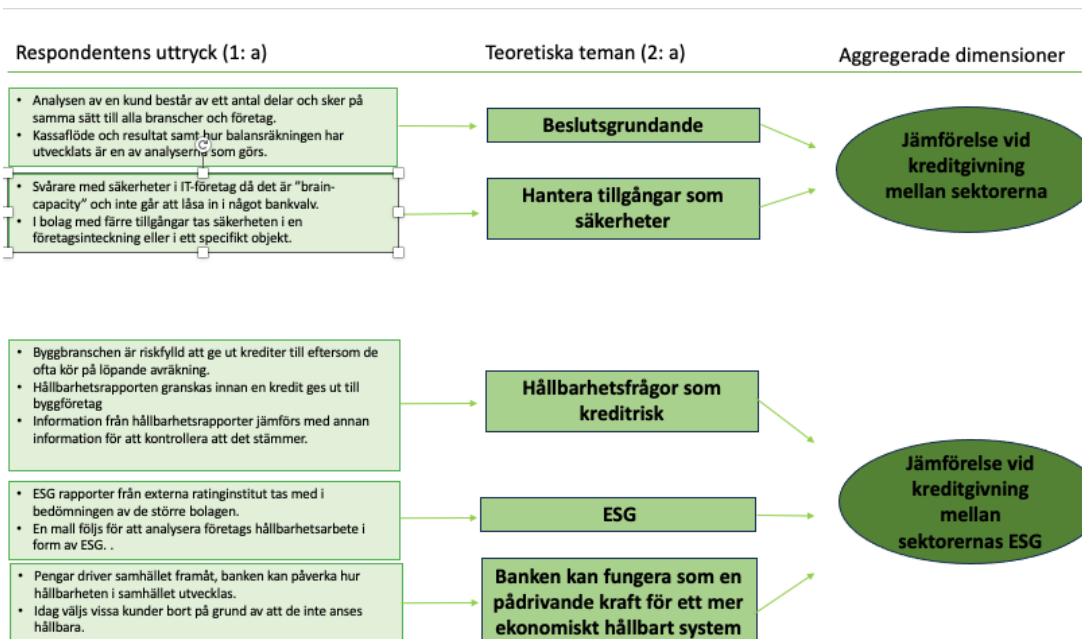 Respondentens uttryck (1: a)
Teoretiska teman (2: a)
Aggregerade dimensioner
• Analysen av en kund består av ett antal delar och sker på
samma sätt till alla branscher och företag.
• Kassaflöde och resultat samt hur balansräkningen har
utvecklats är en av analyserna som görs.
Beslutsgrundande
Jämförelse vid
kreditgivning
mellan sektorerna
• Svårare med säkerheter i IT-företag då det är ”brain-
capacity” och inte går att låsa in i något bankvalv.
• I bolag med färre tillgångar tas säkerheten i en
företagsinteckning eller i ett specifikt objekt.
Hantera tillgångar som
säkerheter
• Byggbranschen är riskfylld att ge ut krediter till eftersom de
ofta kör på löpande avräkning.
• Hållbarhetsrapporten granskas innan en kredit ges ut till
byggföretag
• Information från hållbarhetsrapporter jämförs med annan
information för att kontrollera att det stämmer.
Hållbarhetsfrågor som
kreditrisk
Jämförelse vid
kreditgivning
mellan
sektorernas ESG
• ESG rapporter från externa ratinginstitut tas med i
bedömningen av de större bolagen.
• En mall följs för att analysera företags hållbarhetsarbete i
form av ESG. .
ESG
• Pengar driver samhället framåt, banken kan påverka hur
hållbarheten i samhället utvecklas.
• Idag väljs vissa kunder bort på grund av att de inte anses
hållbara.
Banken kan fungera som en
pådrivande kraft för ett mer
ekonomiskt hållbart system